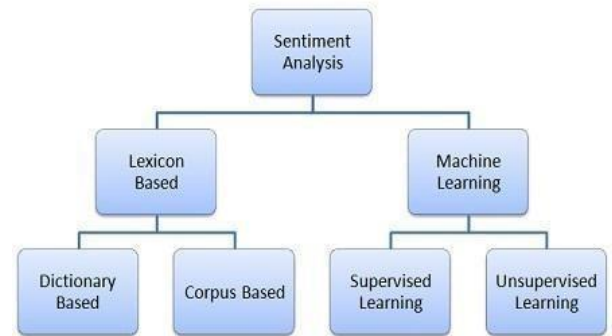 Sentiment
Analysis
Lexicon
Based
Machine
Learning
Dictionary
Based
Corpus Based
Supervised
Learning
Unsupervised
Learning